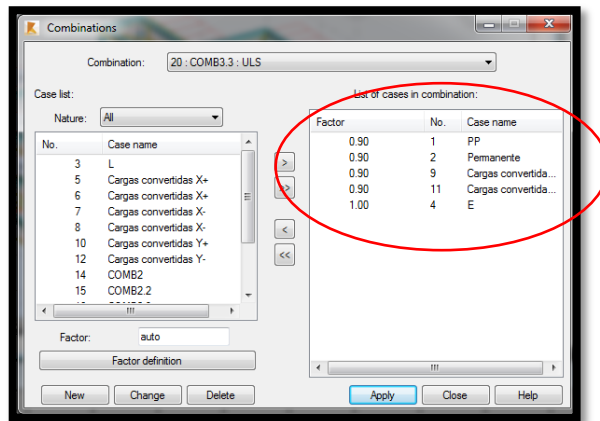 Combinations
Combination: 20 : COMB3.3 : ULS
Case list:
List of cases in combination:
Nature: All
No. Case name
3 L
5 Cargas convertidas X+
6 Cargas convertidas X+
7 Cargas convertidas X-
8 Cargas convertidas X-
10 Cargas convertidas Y+
12 Cargas convertidas Y-
14 COMB2
15 COMB2.2
>
>>
<
<<
Factor No. Case name
0.90 1 PP
0.90 2 Permanente
0.90 9 Cargas convertida...
0.90 11 Cargas convertida...
1.00 4 E
Factor: auto
Factor definition
New Change Delete
Apply Close Help